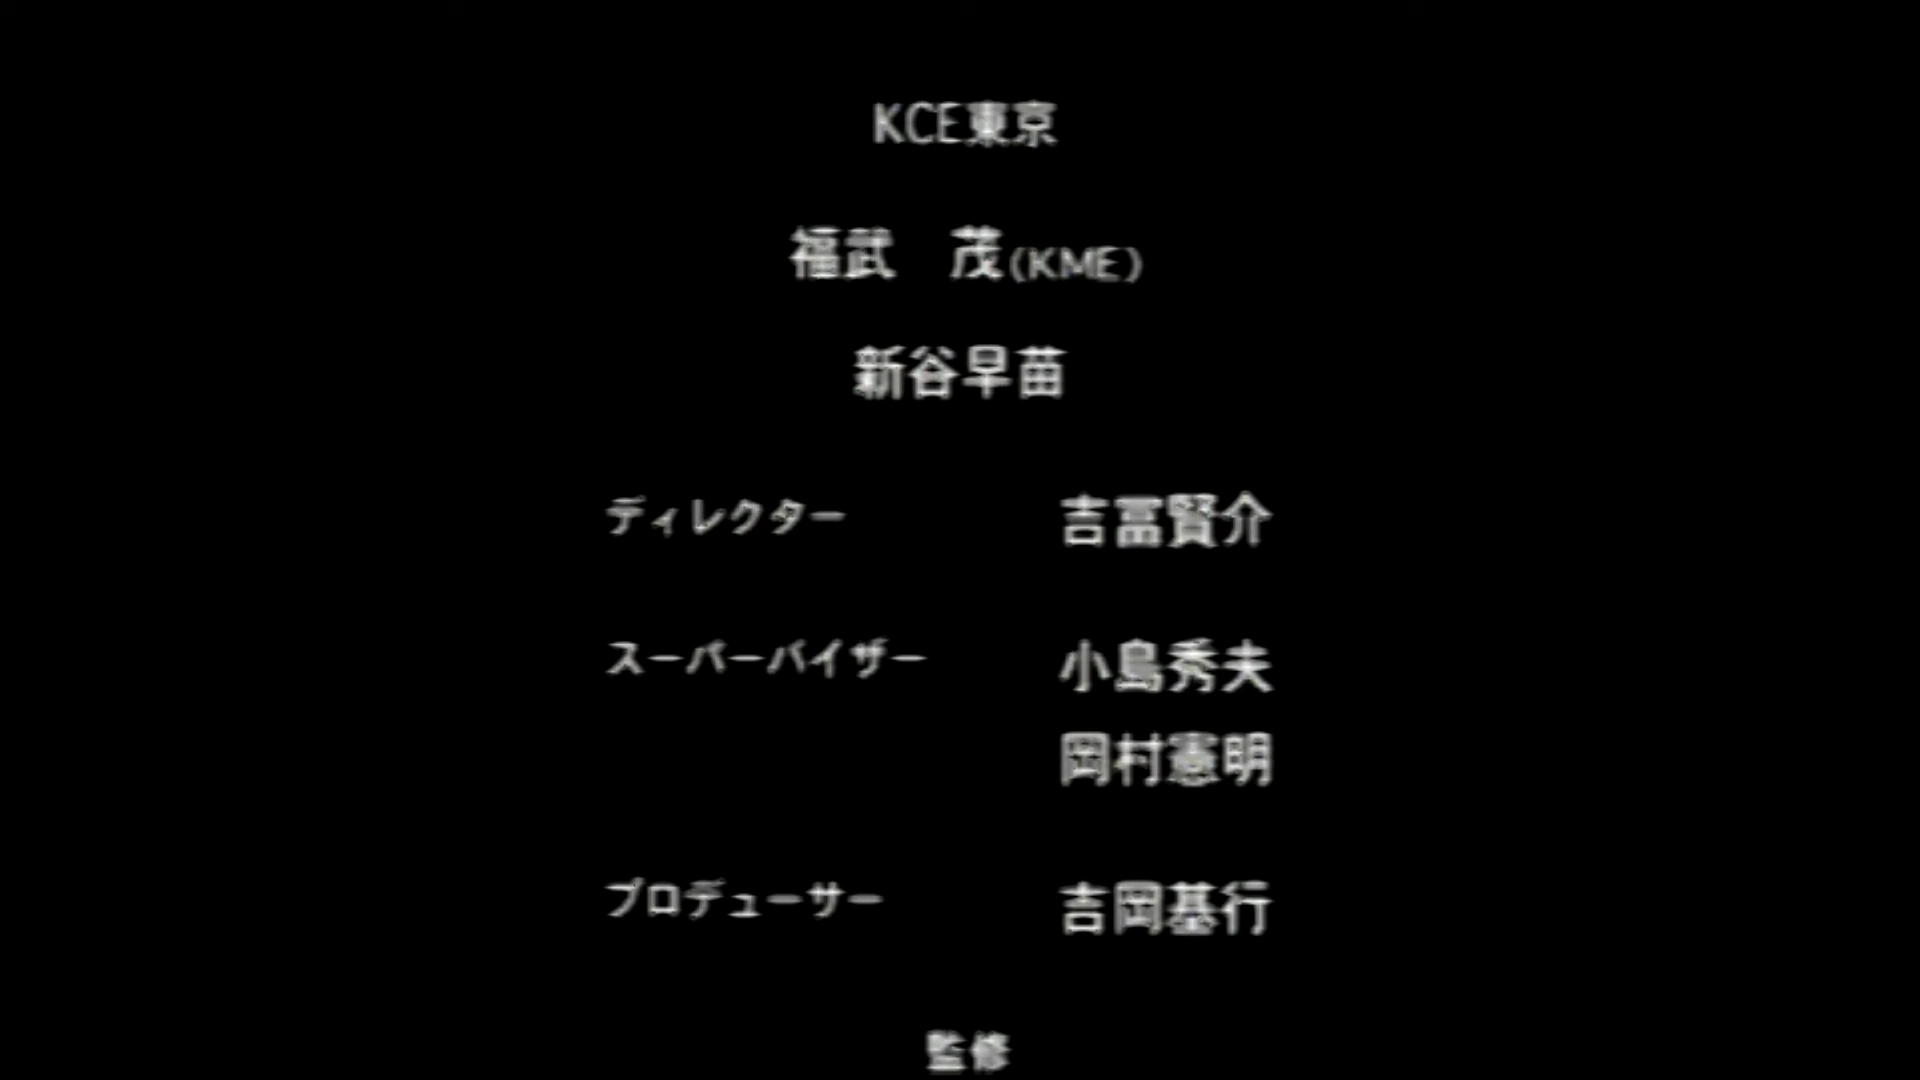 KCE東京
福武　茂(KME)
新谷早苗
ディレクター　吉冨賢介
スーパーバイザー　小島秀夫
岡村憲明
プロデューサー　吉岡基行
監修